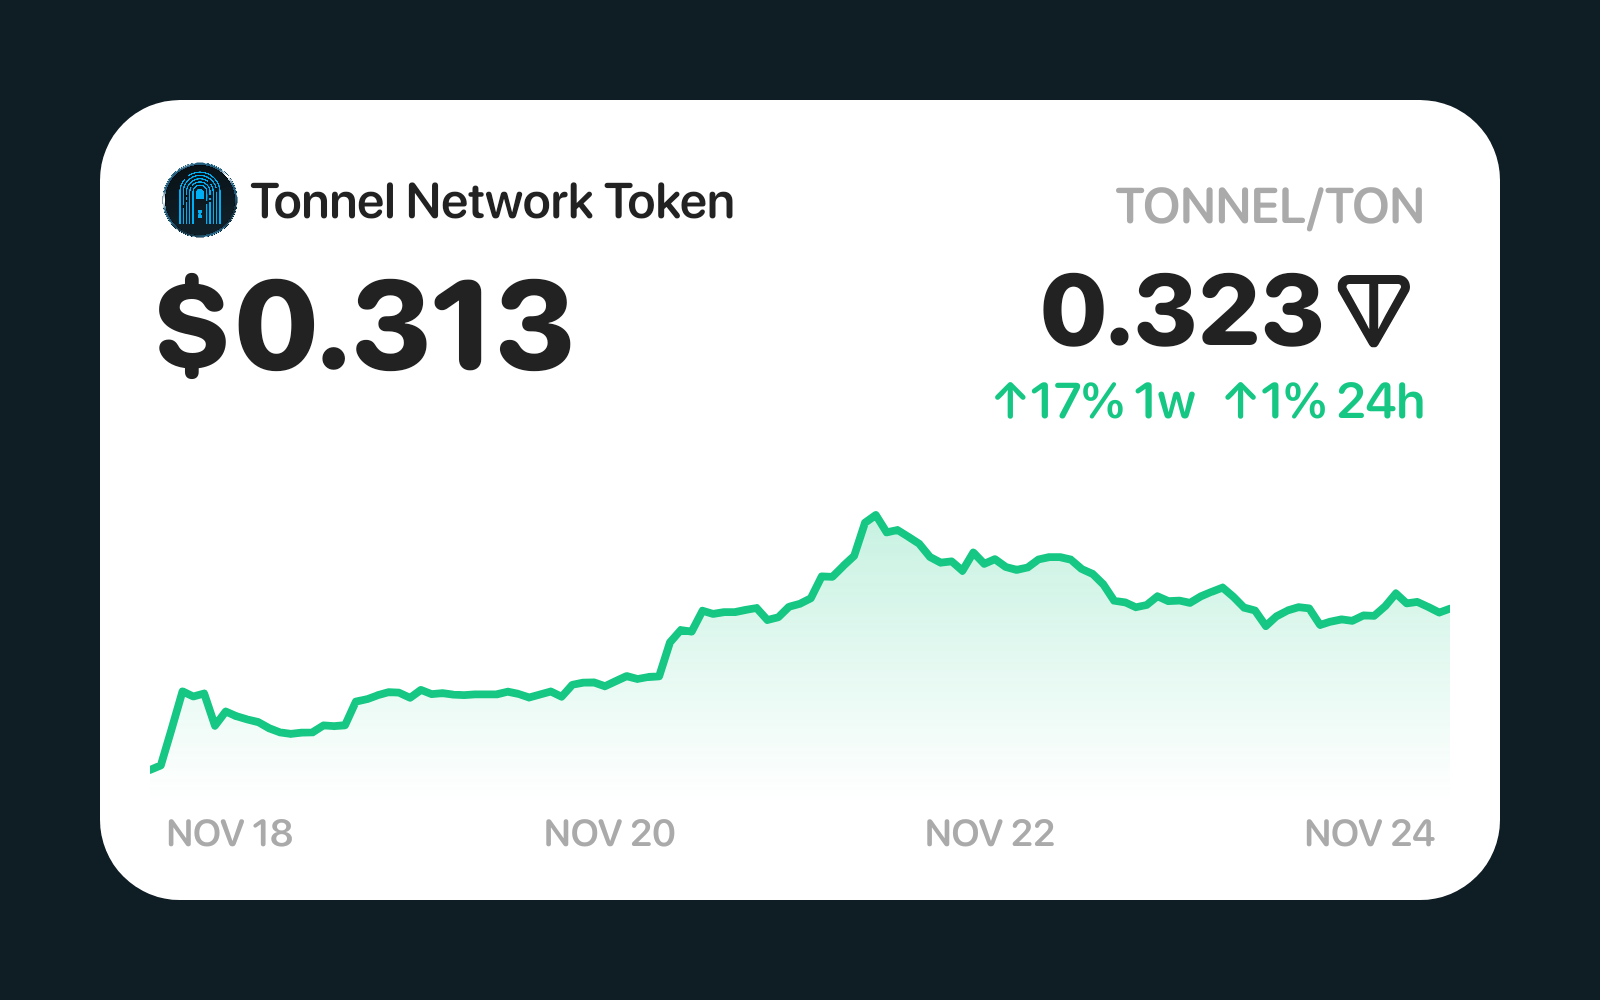 Tonnel Network Token
TONNEL/TON
$0.313
0.323
↑17% 1w ↑1% 24h
NOV 18
NOV 20
NOV 22
NOV 24